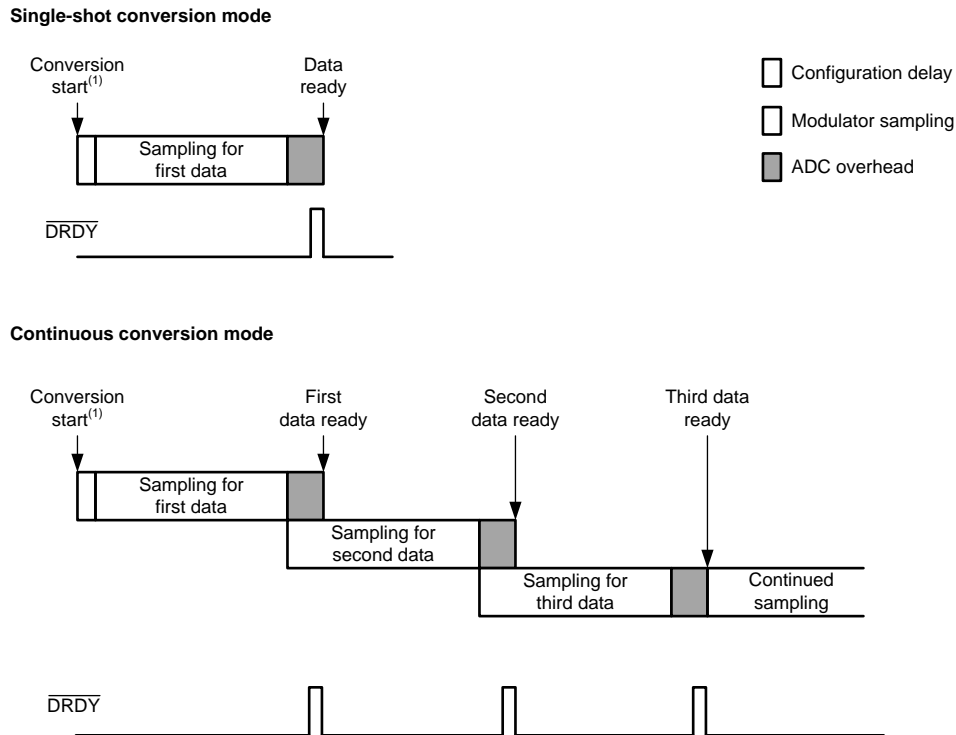 Single-shot conversion mode
Conversion
start(1)
Data
ready
Configuration delay
Modulator sampling
ADC overhead
Sampling for
first data
DRDY
Continuous conversion mode
Conversion
start(1)
First
data ready
Second
data ready
Third data
ready
Sampling for
first data
Sampling for
second data
Sampling for
third data
Continued
sampling
DRDY